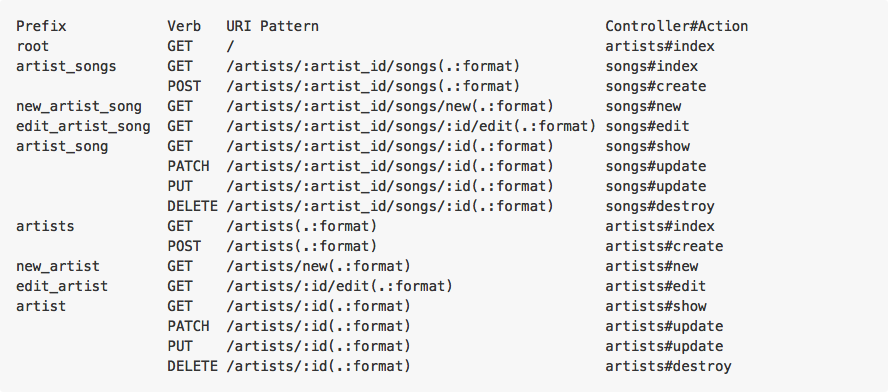 Prefix            Verb   URI Pattern                                  Controller#Action
root              GET    /                                            artists#index
artist_songs      GET    /artists/:artist_id/songs(.:format)          songs#index
                  POST   /artists/:artist_id/songs(.:format)          songs#create
new_artist_song   GET    /artists/:artist_id/songs/new(.:format)      songs#new
edit_artist_song  GET    /artists/:artist_id/songs/:id/edit(.:format) songs#edit
artist_song       GET    /artists/:artist_id/songs/:id(.:format)      songs#show
                  PATCH  /artists/:artist_id/songs/:id(.:format)      songs#update
                  PUT    /artists/:artist_id/songs/:id(.:format)      songs#update
                  DELETE /artists/:artist_id/songs/:id(.:format)      songs#destroy
artists           GET    /artists(.:format)                           artists#index
                  POST   /artists(.:format)                           artists#create
new_artist        GET    /artists/new(.:format)                       artists#new
edit_artist       GET    /artists/:id/edit(.:format)                  artists#edit
artist            GET    /artists/:id(.:format)                       artists#show
                  PATCH  /artists/:id(.:format)                       artists#update
                  PUT    /artists/:id(.:format)                       artists#update
                  DELETE /artists/:id(.:format)                       artists#destroy